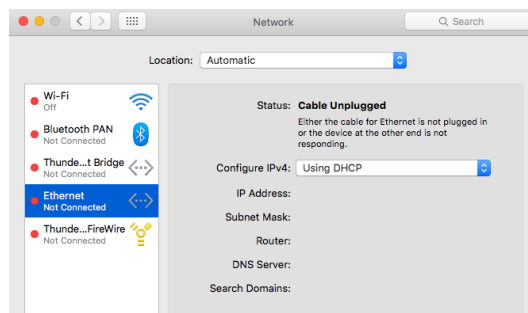 Network
Search
Location: Automatic
Wi-Fi
Off
Bluetooth PAN
Not Connected
Thunde...t Bridge
Not Connected
Ethernet
Not Connected
Thunde...FireWire
Not Connected
Status: Cable Unplugged
Either the cable for Ethernet is not plugged in
or the device at the other end is not
responding.
Configure IPv4: Using DHCP
IP Address:
Subnet Mask:
Router:
DNS Server:
Search Domains: